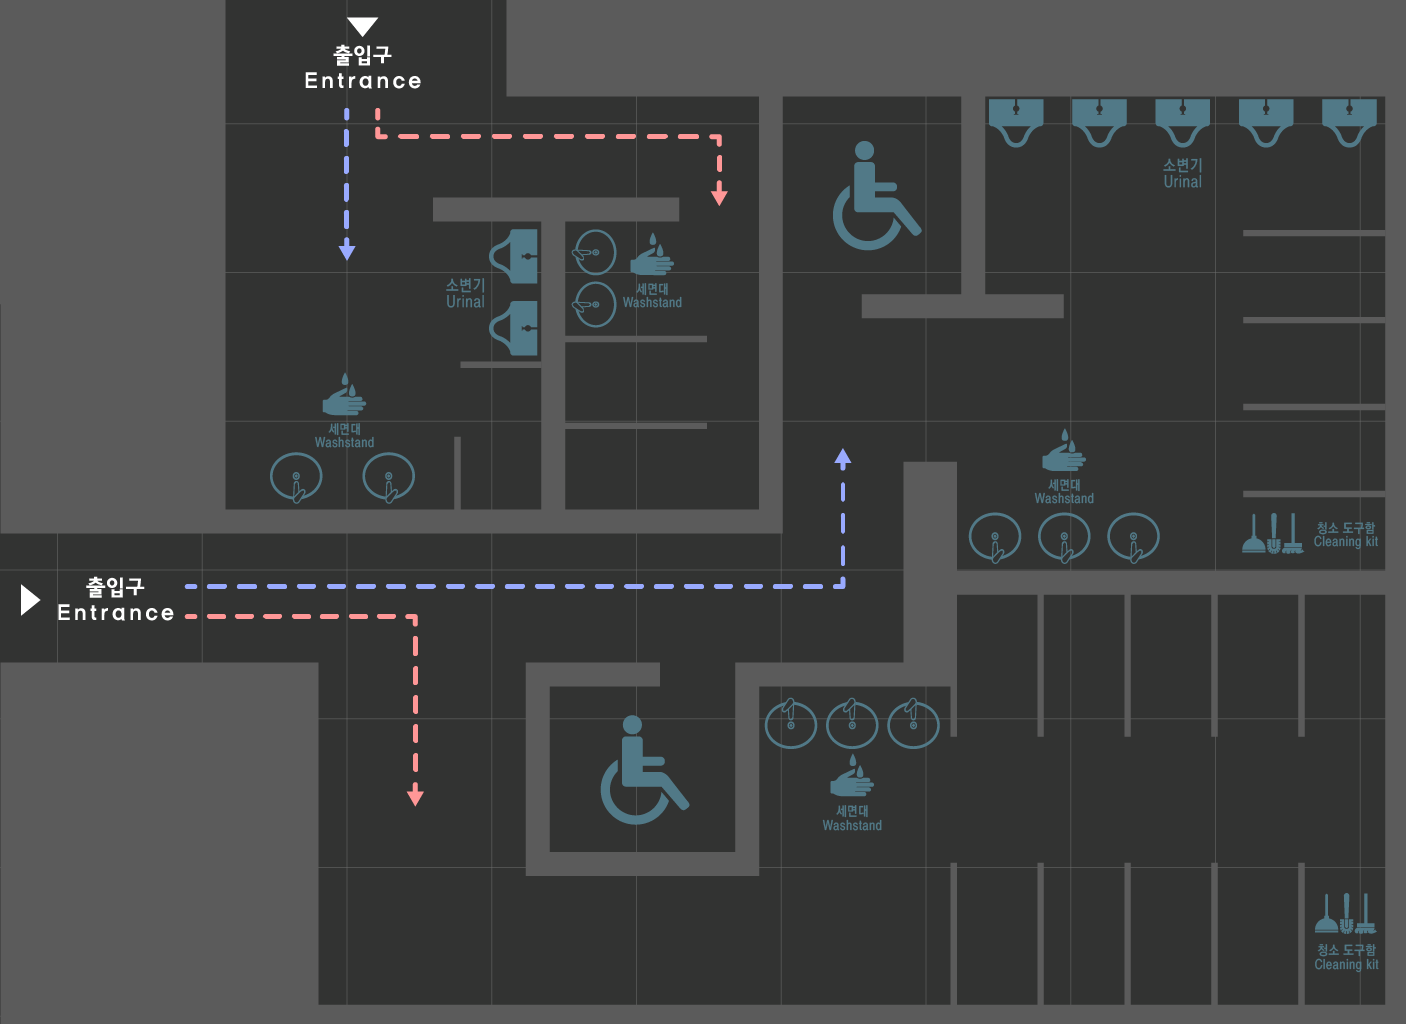 출입구
Entrance
소변기
Urinal
소변기
Urinal
세면대
Washstand
세면대
Washstand
세면대
Washstand
청소 도구함
Cleaning kit
출입구
Entrance
세면대
Washstand
청소 도구함
Cleaning kit